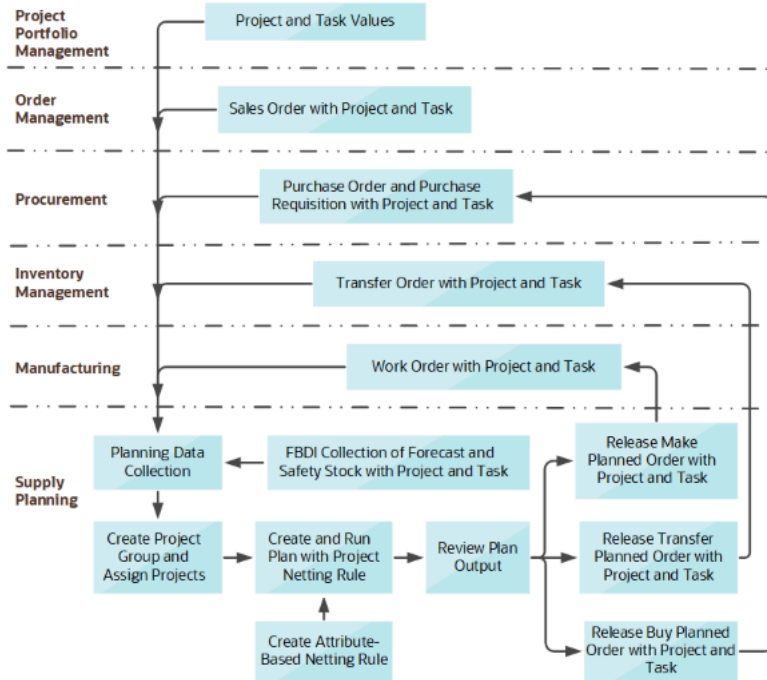 Project
Portfolio
Management
Project and Task Values
Order
Management
Sales Order with Project and Task
Procurement
Purchase Order and Purchase
Requisition with Project and Task
Inventory
Management
Transfer Order with Project and Task
Manufacturing
Work Order with Project and Task
Supply
Planning
Planning Data
Collection
FBDI Collection of Forecast and
Safety Stock with Project and Task
Release Make
Planned Order with
Project and Task
Create Project
Group and
Assign Projects
Create and Run
Plan with Project
Netting Rule
Review Plan
Output
Release Transfer
Planned Order with
Project and Task
Create Attribute-
Based Netting Rule
Release Buy Planned
Order with Project and
Task